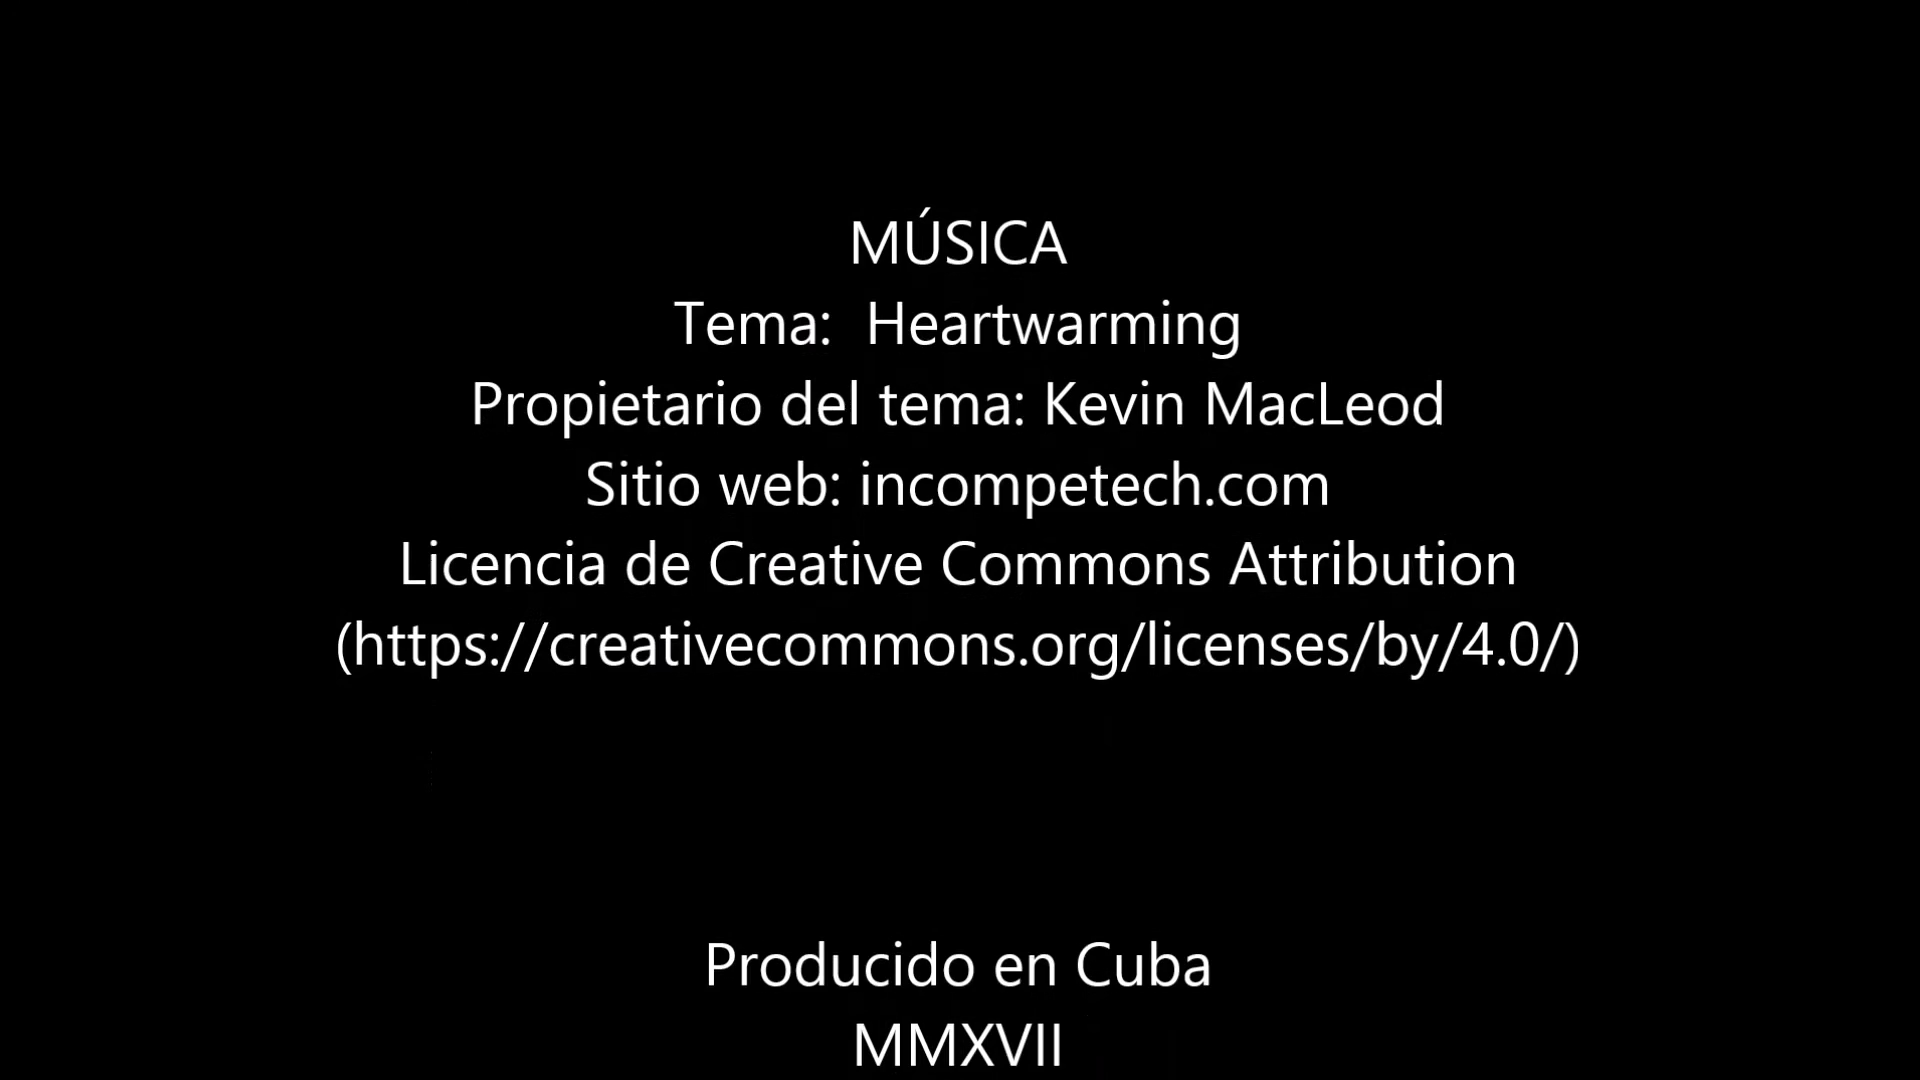 MÚSICA
Tema:  Heartwarming
Propietario del tema: Kevin MacLeod
Sitio web: incompetech.com
Licencia de Creative Commons Attribution
(https://creativecommons.org/licenses/by/4.0/)
Producido en Cuba
MMXVII